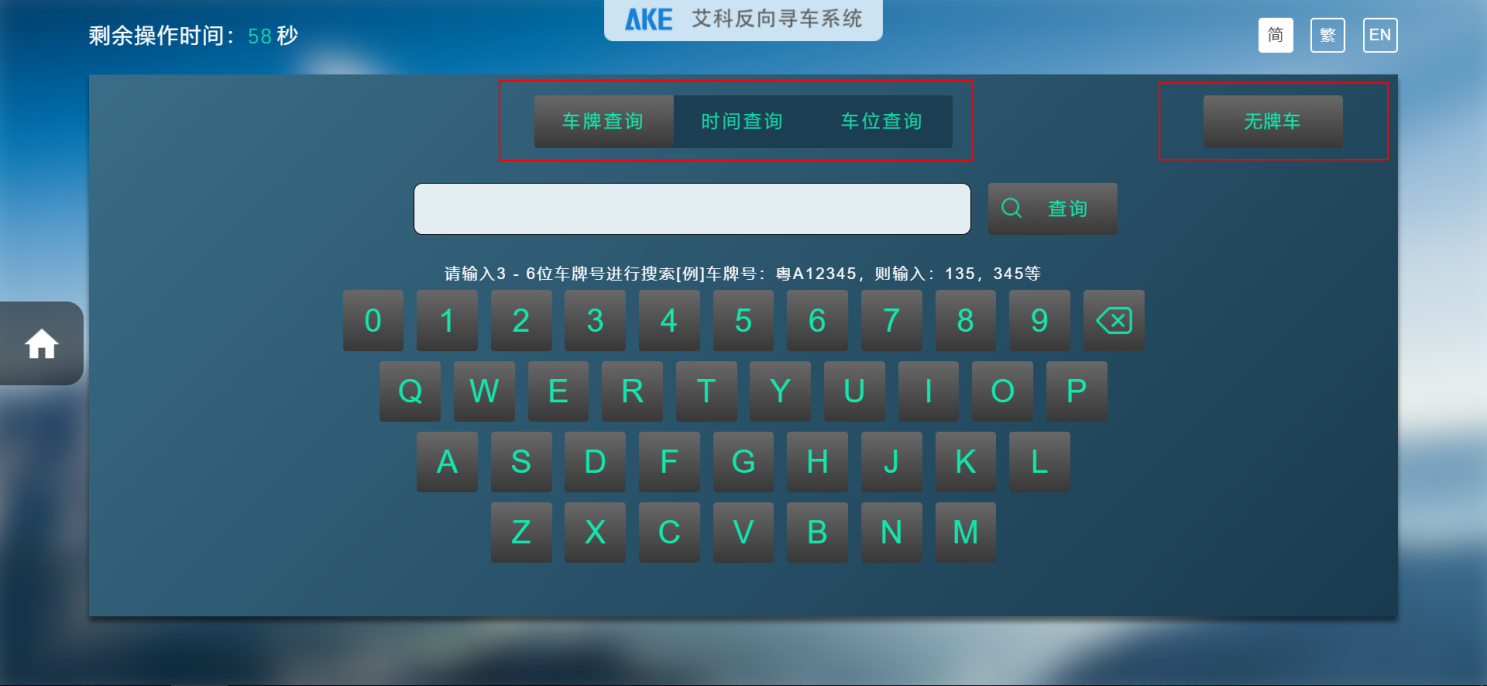 AKE 艾科反向寻车系统
剩余操作时间：58秒
简 繁 EN
车牌查询 时间查询 车位查询 无牌车
查询
请输入3 - 6位车牌号进行搜索[例]车牌号：粤A12345，则输入：135，345等
0 1 2 3 4 5 6 7 8 9
Q W E R T Y U I O P
A S D F G H J K L
Z X C V B N M